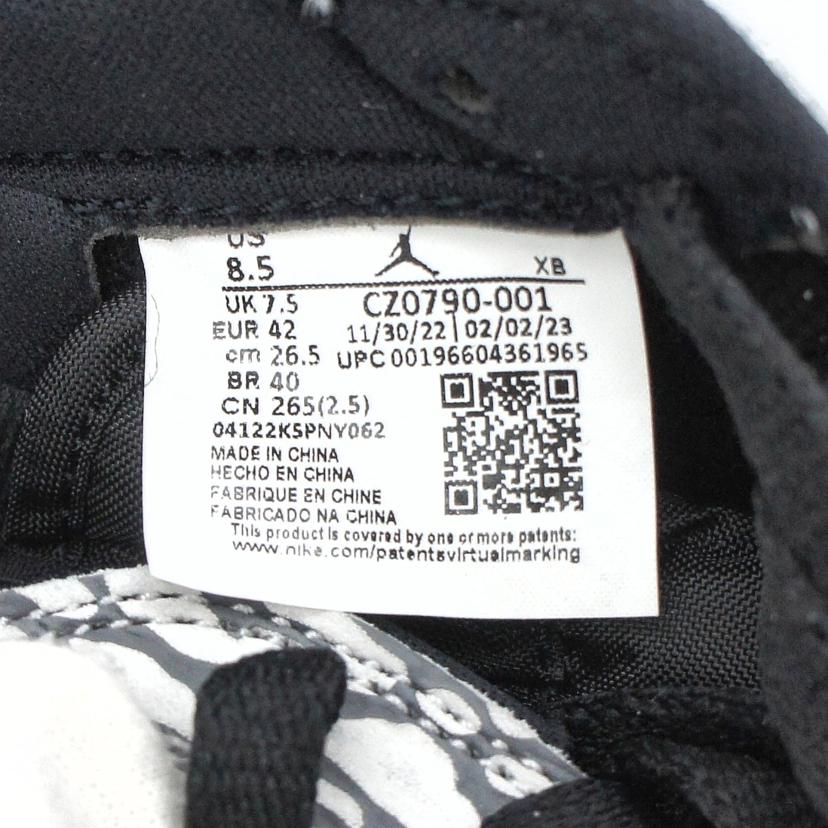 US
8.5
XB
UK 7.5
CZ0790-001
EUR 42
11/30/22 | 02/02/23
cm 26.5
UPC 00196604361965
BR 40
CN 265(2.5)
04122K5PNY062
MADE IN CHINA
HECHO EN CHINA
FABRIQUE EN CHINE
FABRICADO NA CHINA
This product is covered by one or more patents:
www.nike.com/patentsvirtualmarking